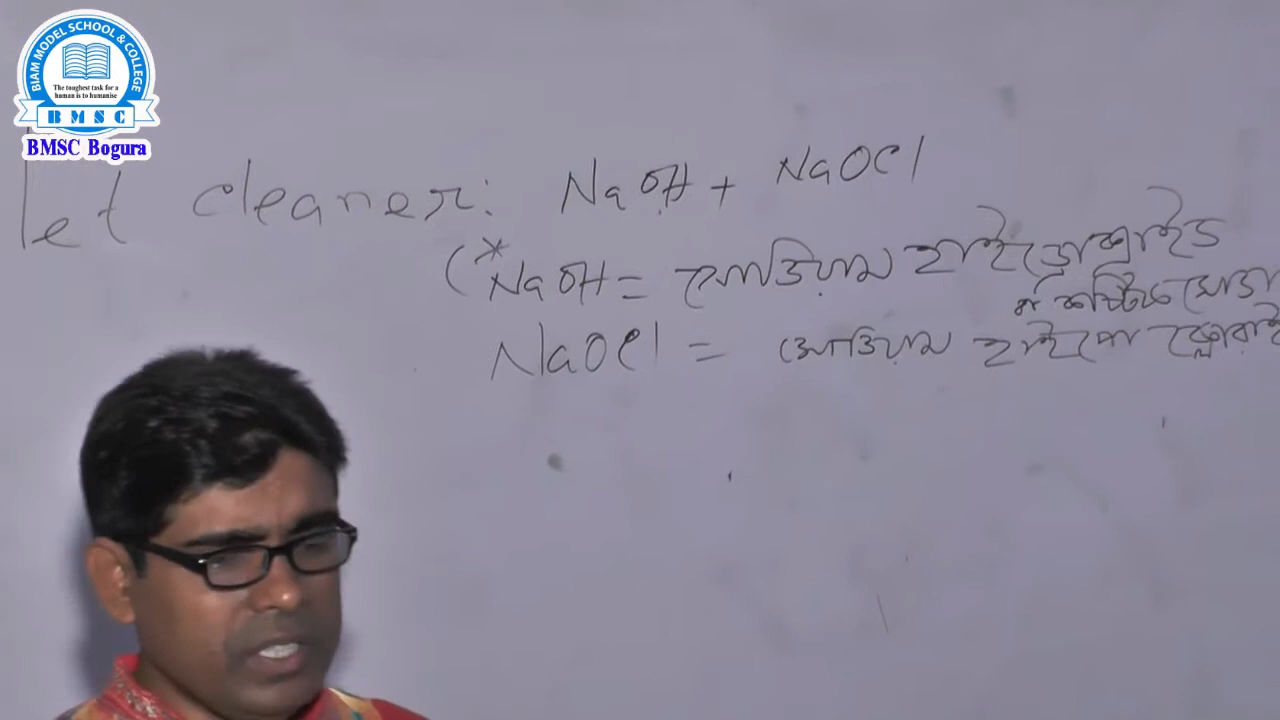 BIAM MODEL SCHOOL & COLLEGE
The toughest task for a
human is to humanise
BMSC
BMSC Bogura
let cleaner: NaOH + NaOCl
(* NaOH = সোডিয়াম হাইড্রোক্সাইড
বা কস্টিক সোডা
NaOCl = সোডিয়াম হাইপো ক্লোরাই